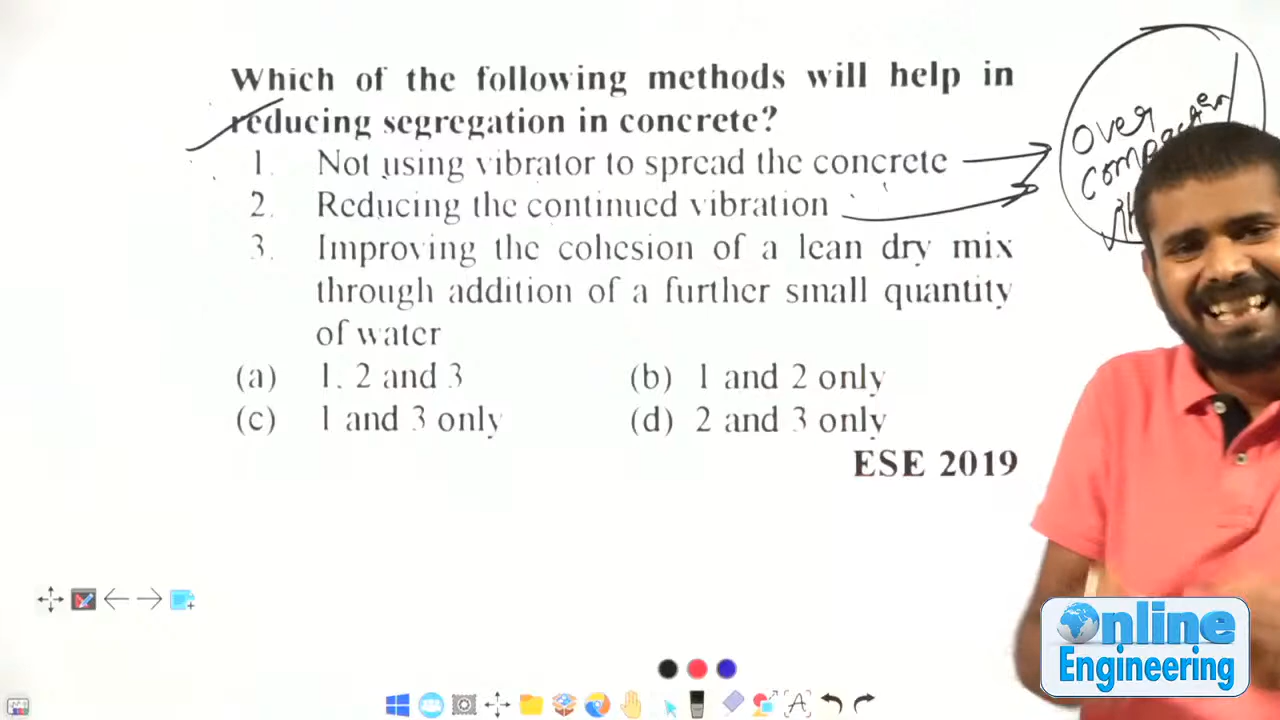 Which of the following methods will help in
reducing segregation in concrete?
1. Not using vibrator to spread the concrete
2. Reducing the continued vibration
3. Improving the cohesion of a lean dry mix
through addition of a further small quantity
of water
(a) 1, 2 and 3 (b) 1 and 2 only
(c) 1 and 3 only (d) 2 and 3 only
ESE 2019
Over
Online
Engineering